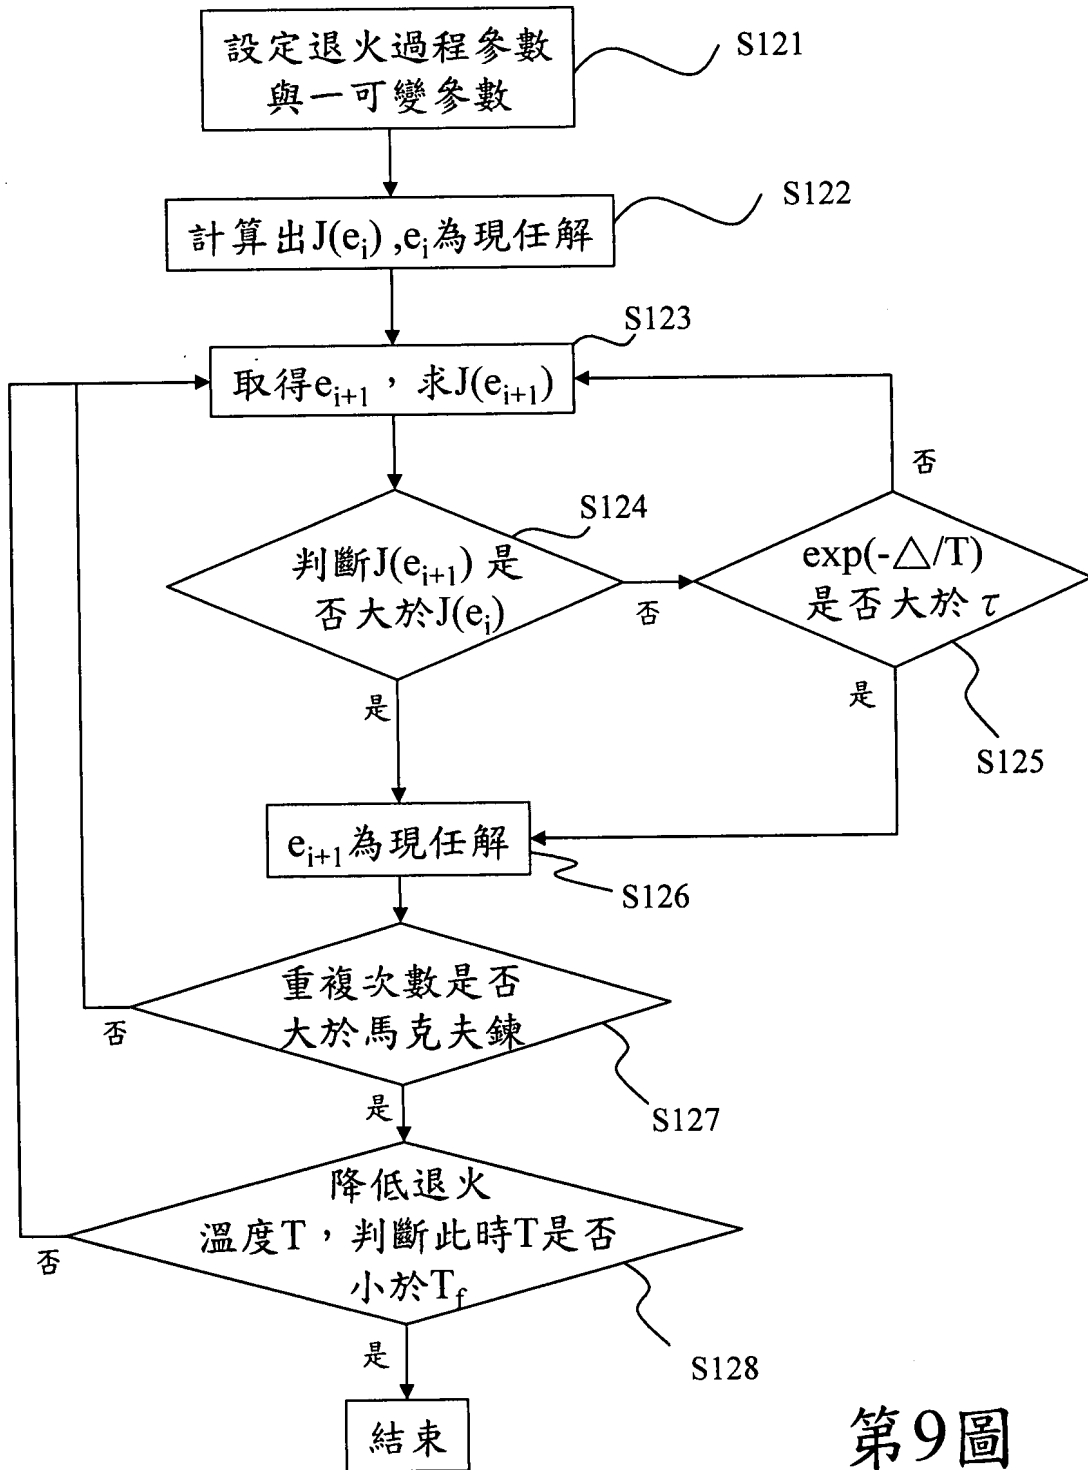 設定退火過程參數
與一可變參數
S121
計算出J(eᵢ) ,eᵢ為現任解
S122
取得eᵢ₊₁，求J(eᵢ₊₁)
S123
判斷J(eᵢ₊₁) 是
否大於J(eᵢ)
S124
否
exp(-△/T)
是否大於τ
S125
否
是
是
eᵢ₊₁為現任解
S126
重複次數是否
大於馬克夫鍊
S127
否
是
降低退火
溫度T，判斷此時T是否
小於T_f
S128
否
是
結束
第9圖